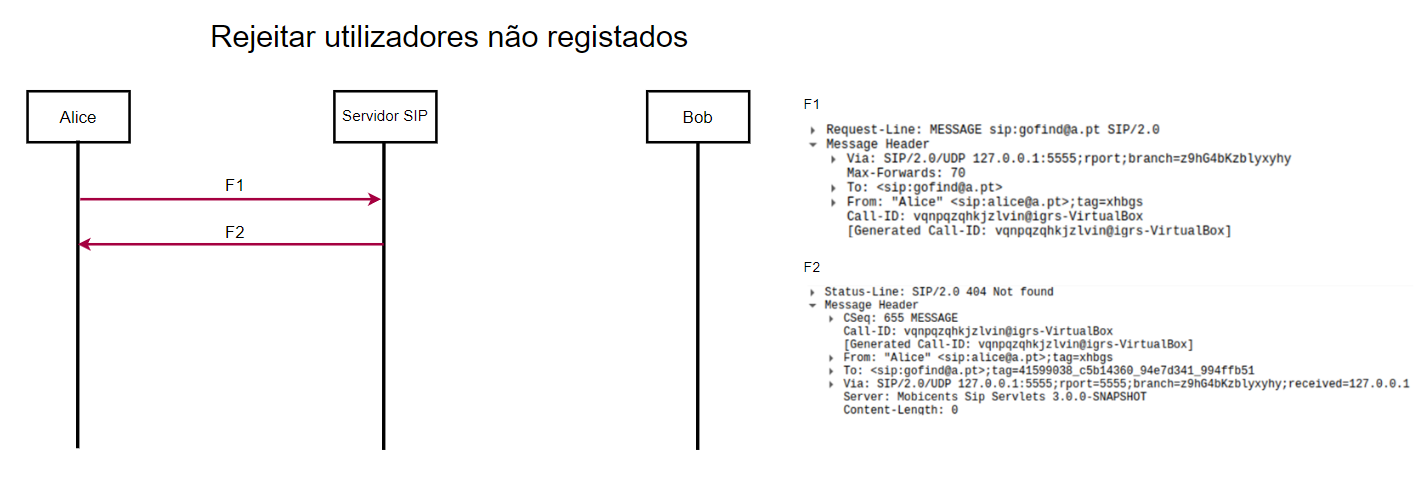 Rejeitar utilizadores não registados
Alice
Servidor SIP
Bob
F1
F2
F1
Request-Line: MESSAGE sip:gofind@a.pt SIP/2.0
Message Header
Via: SIP/2.0/UDP 127.0.0.1:5555;rport;branch=z9hG4bKzblyxyhy
Max-Forwards: 70
To: <sip:gofind@a.pt>
From: "Alice" <sip:alice@a.pt>;tag=xhbgs
Call-ID: vqnpqzqhkjzlvin@igrs-VirtualBox
[Generated Call-ID: vqnpqzqhkjzlvin@igrs-VirtualBox]
F2
Status-Line: SIP/2.0 404 Not found
Message Header
CSeq: 655 MESSAGE
Call-ID: vqnpqzqhkjzlvin@igrs-VirtualBox
[Generated Call-ID: vqnpqzqhkjzlvin@igrs-VirtualBox]
From: "Alice" <sip:alice@a.pt>;tag=xhbgs
To: <sip:gofind@a.pt>;tag=41599038_c5b14360_94e7d341_994ffb51
Via: SIP/2.0/UDP 127.0.0.1:5555;rport=5555;branch=z9hG4bKzblyxyhy;received=127.0.0.1
Server: Mobicents Sip Servlets 3.0.0-SNAPSHOT
Content-Length: 0